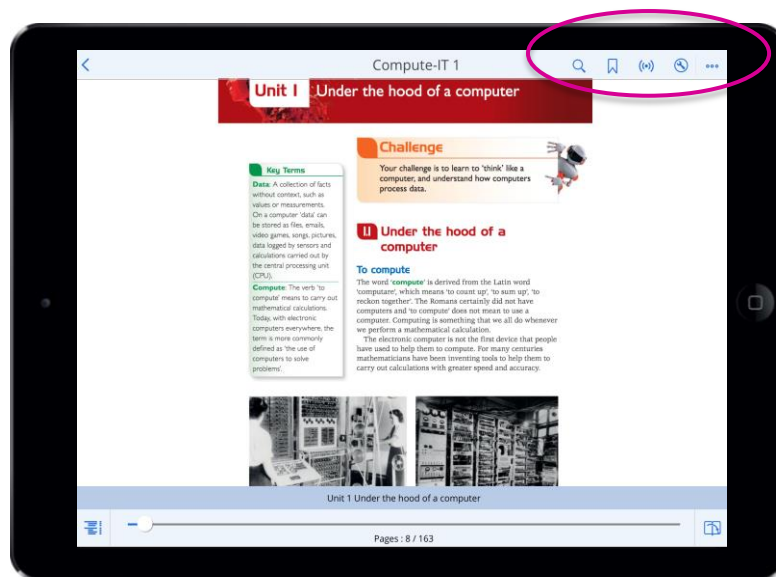 Compute-IT 1
Unit 1 Under the hood of a computer
Challenge
Your challenge is to learn to 'think' like a
computer, and understand how computers
process data.
Key Terms
Data: A collection of facts
without context, such as
values or measurements.
On a computer 'data' can
be stored as files, emails,
video games, songs, pictures,
data logged by sensors and
calculations carried out by
the central processing unit
(CPU).
Compute: The verb 'to
compute' means to carry out
mathematical calculations.
Today, with electronic
computers everywhere, the
term is more commonly
defined as 'the use of
computers to solve
problems'.
1.1 Under the hood of a
computer
To compute
The word 'compute' is derived from the Latin word
'computare', which means 'to count up', 'to sum up', 'to
reckon together'. The Romans certainly did not have
computers and 'to compute' does not mean to use a
computer. Computing is something that we all do whenever
we perform a mathematical calculation.
The electronic computer is not the first device that people
have used to help them to compute. For many centuries
mathematicians have been inventing tools to help them to
carry out calculations with greater speed and accuracy.
Unit 1 Under the hood of a computer
Pages : 8 / 163